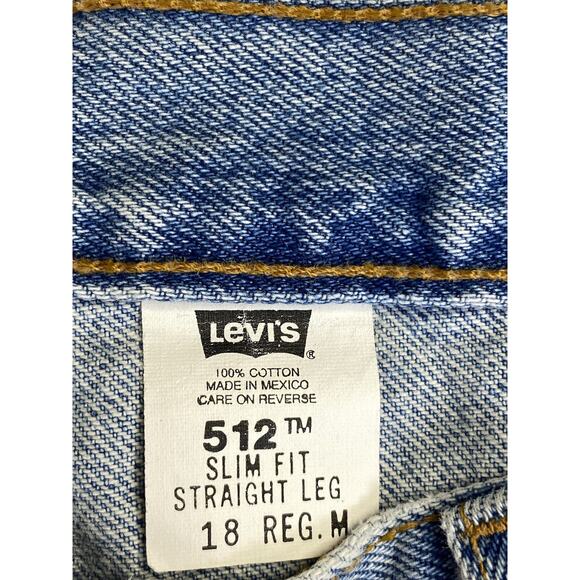 LEVI'S ®
100% COTTON
MADE IN MEXICO
CARE ON REVERSE
512™
SLIM FIT
STRAIGHT LEG
18 REG. M